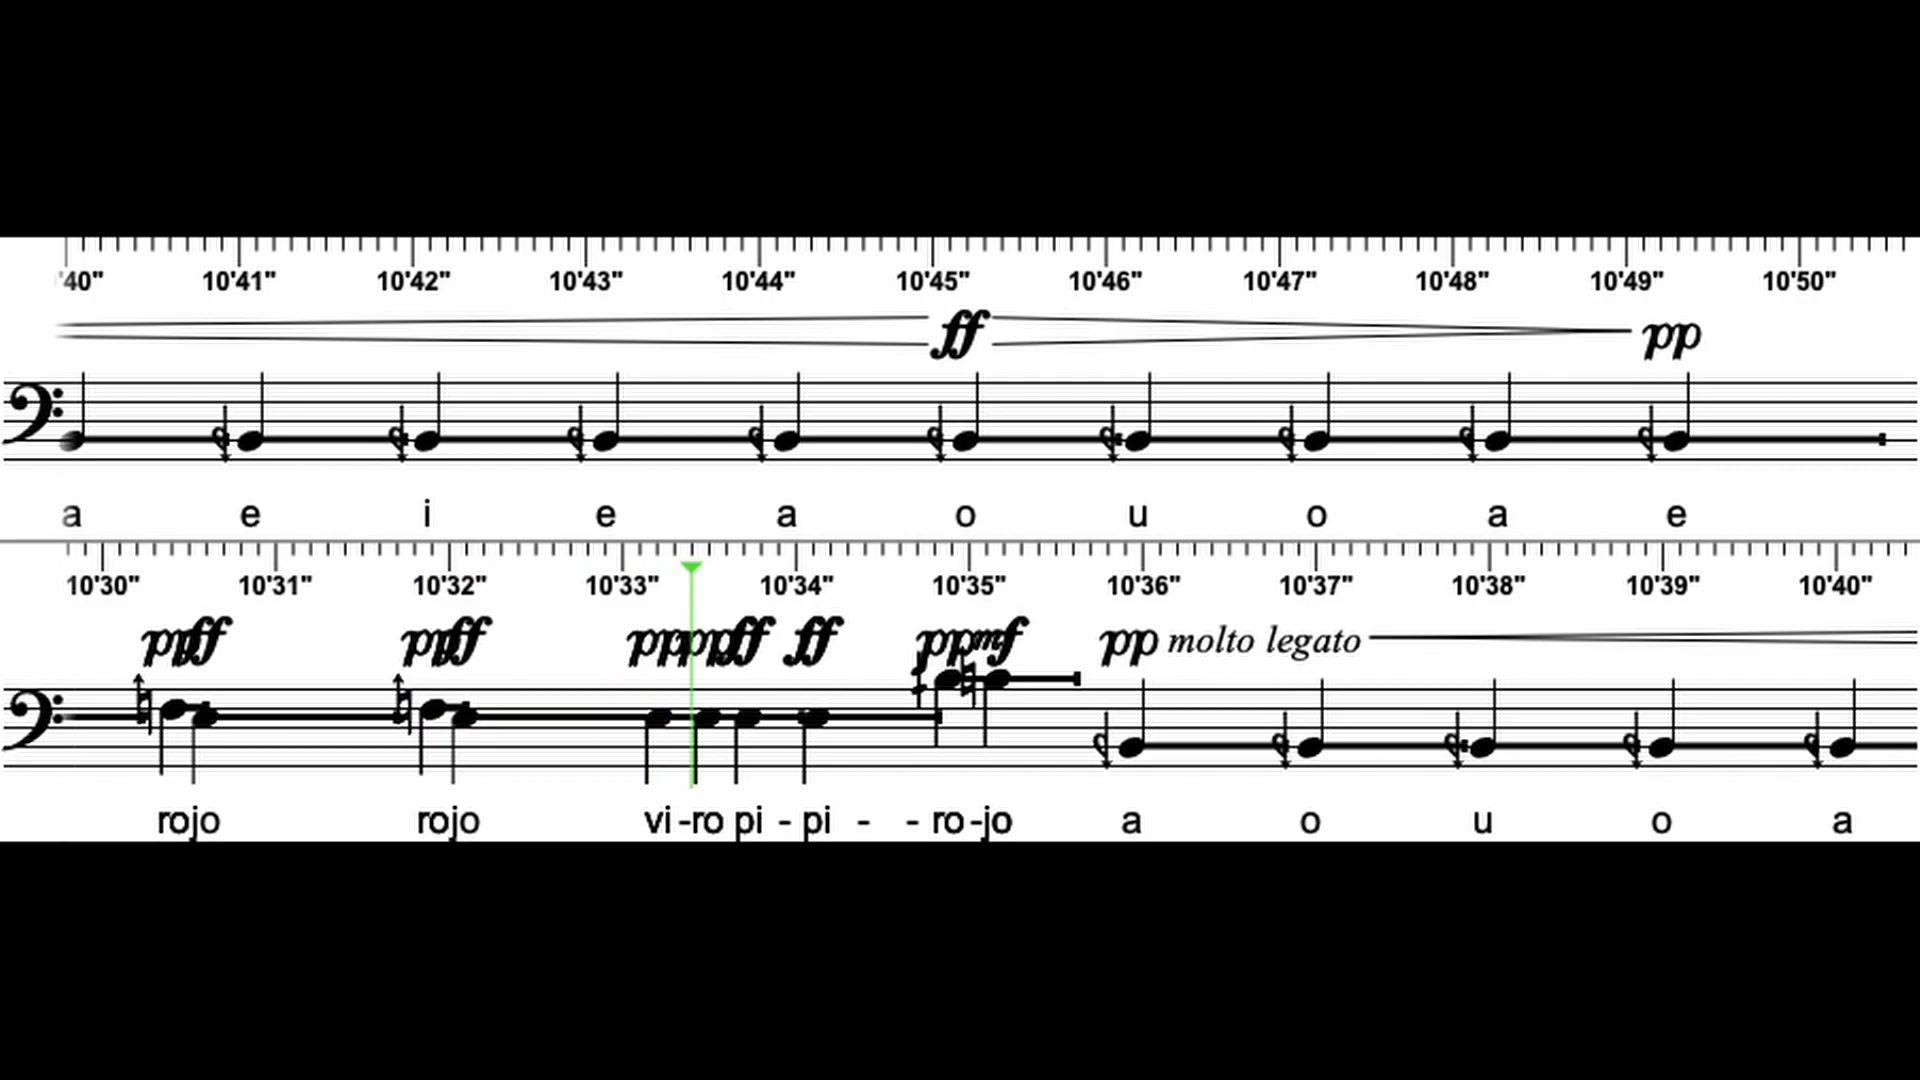 '40" 10'41" 10'42" 10'43" 10'44" 10'45" 10'46" 10'47" 10'48" 10'49" 10'50"
ff pp
a e i e a o u o a e
10'30" 10'31" 10'32" 10'33" 10'34" 10'35" 10'36" 10'37" 10'38" 10'39" 10'40"
pp ff pp ff pp pp ff ff pp mf pp molto legato
rojo rojo vi - ro pi - pi - - ro - jo a o u o a